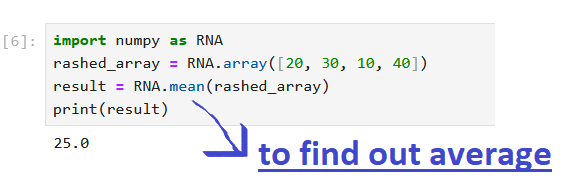 [6]: import numpy as RNA
rashed_array = RNA.array([20, 30, 10, 40])
result = RNA.mean(rashed_array)
print(result)
25.0
to find out average